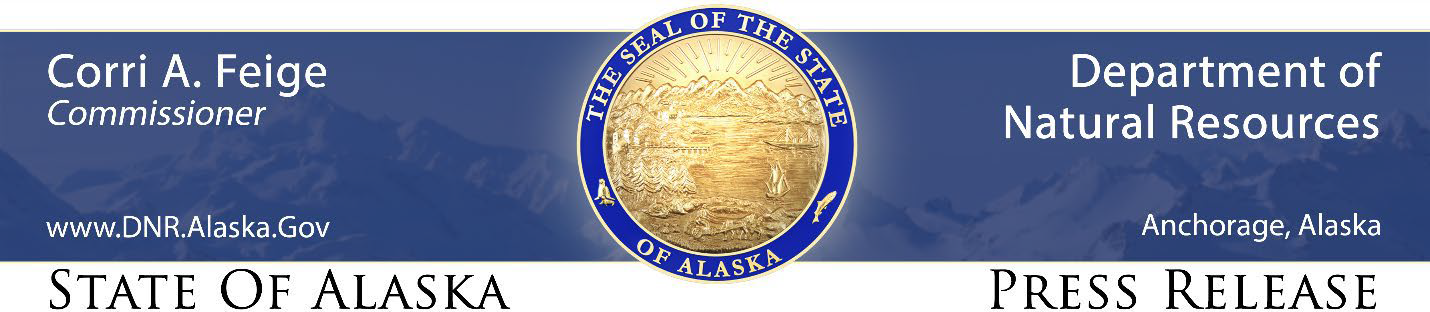 Corri A. Feige
Commissioner
www.DNR.Alaska.Gov
THE SEAL OF THE STATE
OF ALASKA
Department of
Natural Resources
Anchorage, Alaska
STATE OF ALASKA
PRESS RELEASE